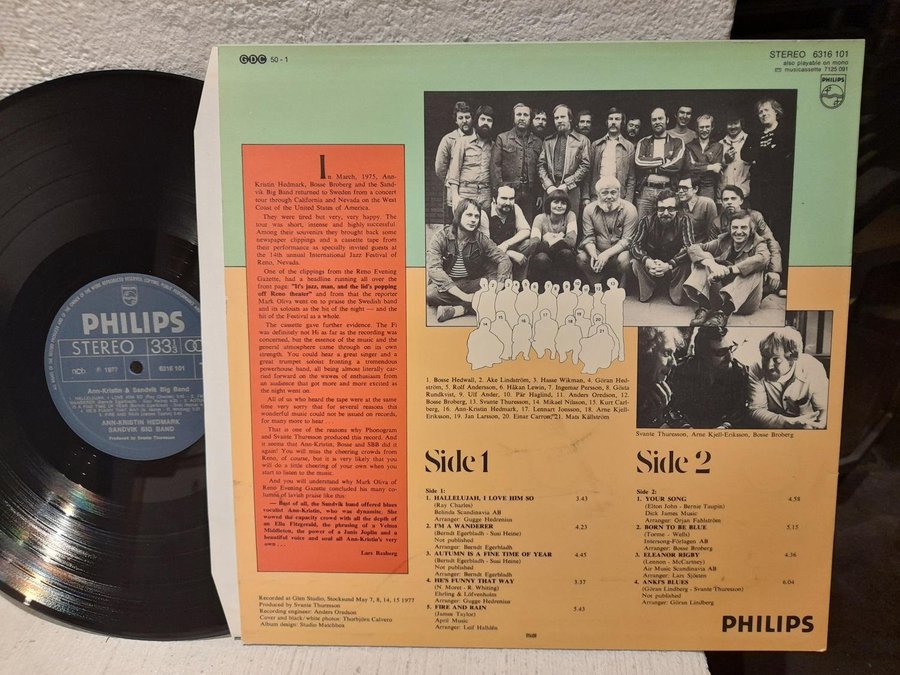 GDC 50-1
STEREO 6316 101
also playable on mono
musicassette 7125 091
PHILIPS
In March, 1975, Ann-
Kristin Hedmark, Bosse Broberg and the Sand-
vik Big Band returned to Sweden from a concert
tour through California and Nevada on the West
Coast of the United States of America.
They were tired but very, very happy. The
tour was short, intense and highly successful.
Among their souvenirs they brought back some
newspaper clippings and a cassette tape from
their performance as specially invited guests at
the 14th annual International Jazz Festival of
Reno, Nevada.
One of the clippings from the Reno Evening
Gazette, had a headline running all over the
front page: "It's jazz, man, and the lid's popping
off Reno theater" and from that the reporter
Mark Oliva went on to praise the Swedish band
and its soloists as the hit of the night — and the
hit of the Festival as a whole.
The cassette gave further evidence. The Fi
was definitely not Hi as far as the recording was
concerned, but the essence of the music and the
general atmosphere came through on its own
strength. You could hear a great singer and a
great trumpet soloist fronting a tremendous
powerhouse band, all being almost literally car-
ried forward on the waves of enthusiasm from
an audience that got more and more excited as
the night went on.
All of us who heard the tape were at the same
time very sorry that for several reasons this
wonderful music could not be issued on records,
for many more to hear . . .
That is one of the reasons why Phonogram
and Svante Thuresson produced this record. And
it seems that Ann-Kristin, Bosse and SBB did it
again! You will miss the cheering crowds from
Reno, of course, but it is very likely that you
will do a little cheering of your own when you
start to listen to the music.
And you will understand why Mark Oliva of
Reno Evening Gazette concluded his many co-
lumns of lavish praise like this:
— Best of all, the Sandvik band offered blues
vocalist Ann-Kristin, who was dynamite. She
wowed the capacity crowd with all the depth of
an Ella Fitzgerald, the phrasing of a Velma
Middleton, the power of a Janis Joplin and a
beautiful voice and soul all Ann-Kristin's very
own . . .
Lars Resberg
1. Bosse Hedwall, 2. Åke Lindström, 3. Hasse Wikman, 4. Göran Hed-
ström, 5. Rolf Andersson, 6. Håkan Lewin, 7. Ingemar Persson, 8. Gösta
Rundkvist, 9. Ulf Ander, 10. Pär Haglind, 11. Anders Oredson, 12.
Bosse Broberg, 13. Svante Thuresson, 14. Mikael Nilsson, 15. Kurt Carl-
berg, 16. Ann-Kristin Hedmark, 17. Lennart Jonsson, 18. Arne Kjell-
Eriksson, 19. Jan Larsson, 20. Einar Carron, 21. Mats Källström
Svante Thuresson, Arne Kjell-Eriksson, Bosse Broberg
Side 1
Side 1:
1. HALLELUJAH, I LOVE HIM SO 3.43
(Ray Charles)
Belinda Scandinavia AB
Arranger: Gugge Hedrenius
2. I'M A WANDERER 4.23
(Berndt Egerbladh - Susi Heine)
Not published
Arranger: Berndt Egerbladh
3. AUTUMN IS A FINE TIME OF YEAR 4.45
(Berndt Egerbladh - Susi Heine)
Not published
Arranger: Berndt Egerbladh
4. HE'S FUNNY THAT WAY 3.37
(N. Moret - R. Whiting)
Ehrling & Löfvenholm
Arranger: Gugge Hedrenius
5. FIRE AND RAIN 5.43
(James Taylor)
April Music
Arranger: Leif Hallden
Side 2
Side 2:
1. YOUR SONG 4.58
(Elton John - Bernie Taupin)
Dick James Music
Arranger: Örjan Fahlström
2. BORN TO BE BLUE 5.15
(Torme - Wells)
Intersong-Förlagen AB
Arranger: Bosse Broberg
3. ELEANOR RIGBY 4.36
(Lennon - McCartney)
Air Music Scandinavia AB
Arranger: Lars Sjösten
4. ANKI'S BLUES 6.04
(Göran Lindberg - Svante Thuresson)
Not published
Arranger: Göran Lindberg
Recorded at Glen Studio, Stocksund May 7, 8, 14, 15 1977
Produced by Svante Thuresson
Recording engineer: Anders Oredson
Cover and black/white photos: Thorbjörn Calvero
Album design: Studio Matchbox
PHILIPS
PHILIPS
STEREO 33 1/3
ncb ℗ 1977 6316 101
Ann-Kristin & Sandvik Big Band
ANN-KRISTIN HEDMARK
SANDVIK BIG BAND
Produced by Svante Thuresson